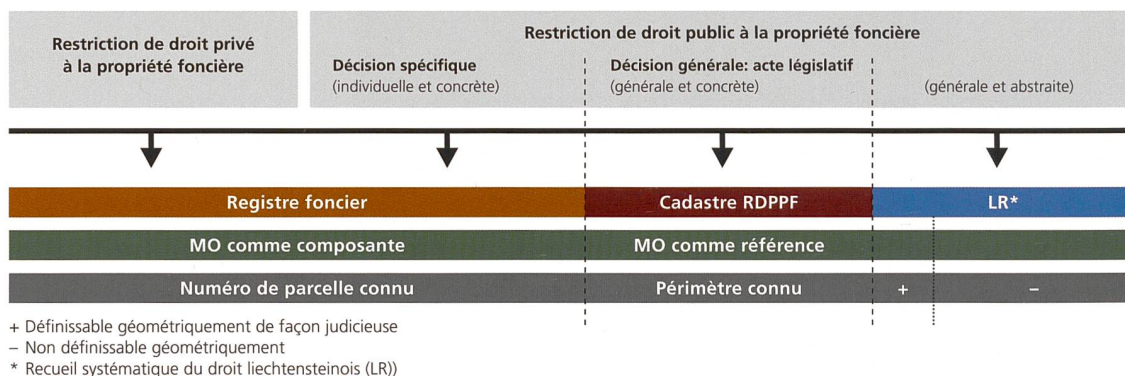 Restriction de droit privé
à la propriété foncière
Restriction de droit public à la propriété foncière
Décision spécifique
(individuelle et concrète)
Décision générale: acte législatif
(générale et concrète)
(générale et abstraite)
Registre foncier
Cadastre RDPPF
LR*
MO comme composante
MO comme référence
Numéro de parcelle connu
Périmètre connu
+
–
+ Définissable géométriquement de façon judicieuse
– Non définissable géométriquement
* Recueil systématique du droit liechtensteinois (LR))